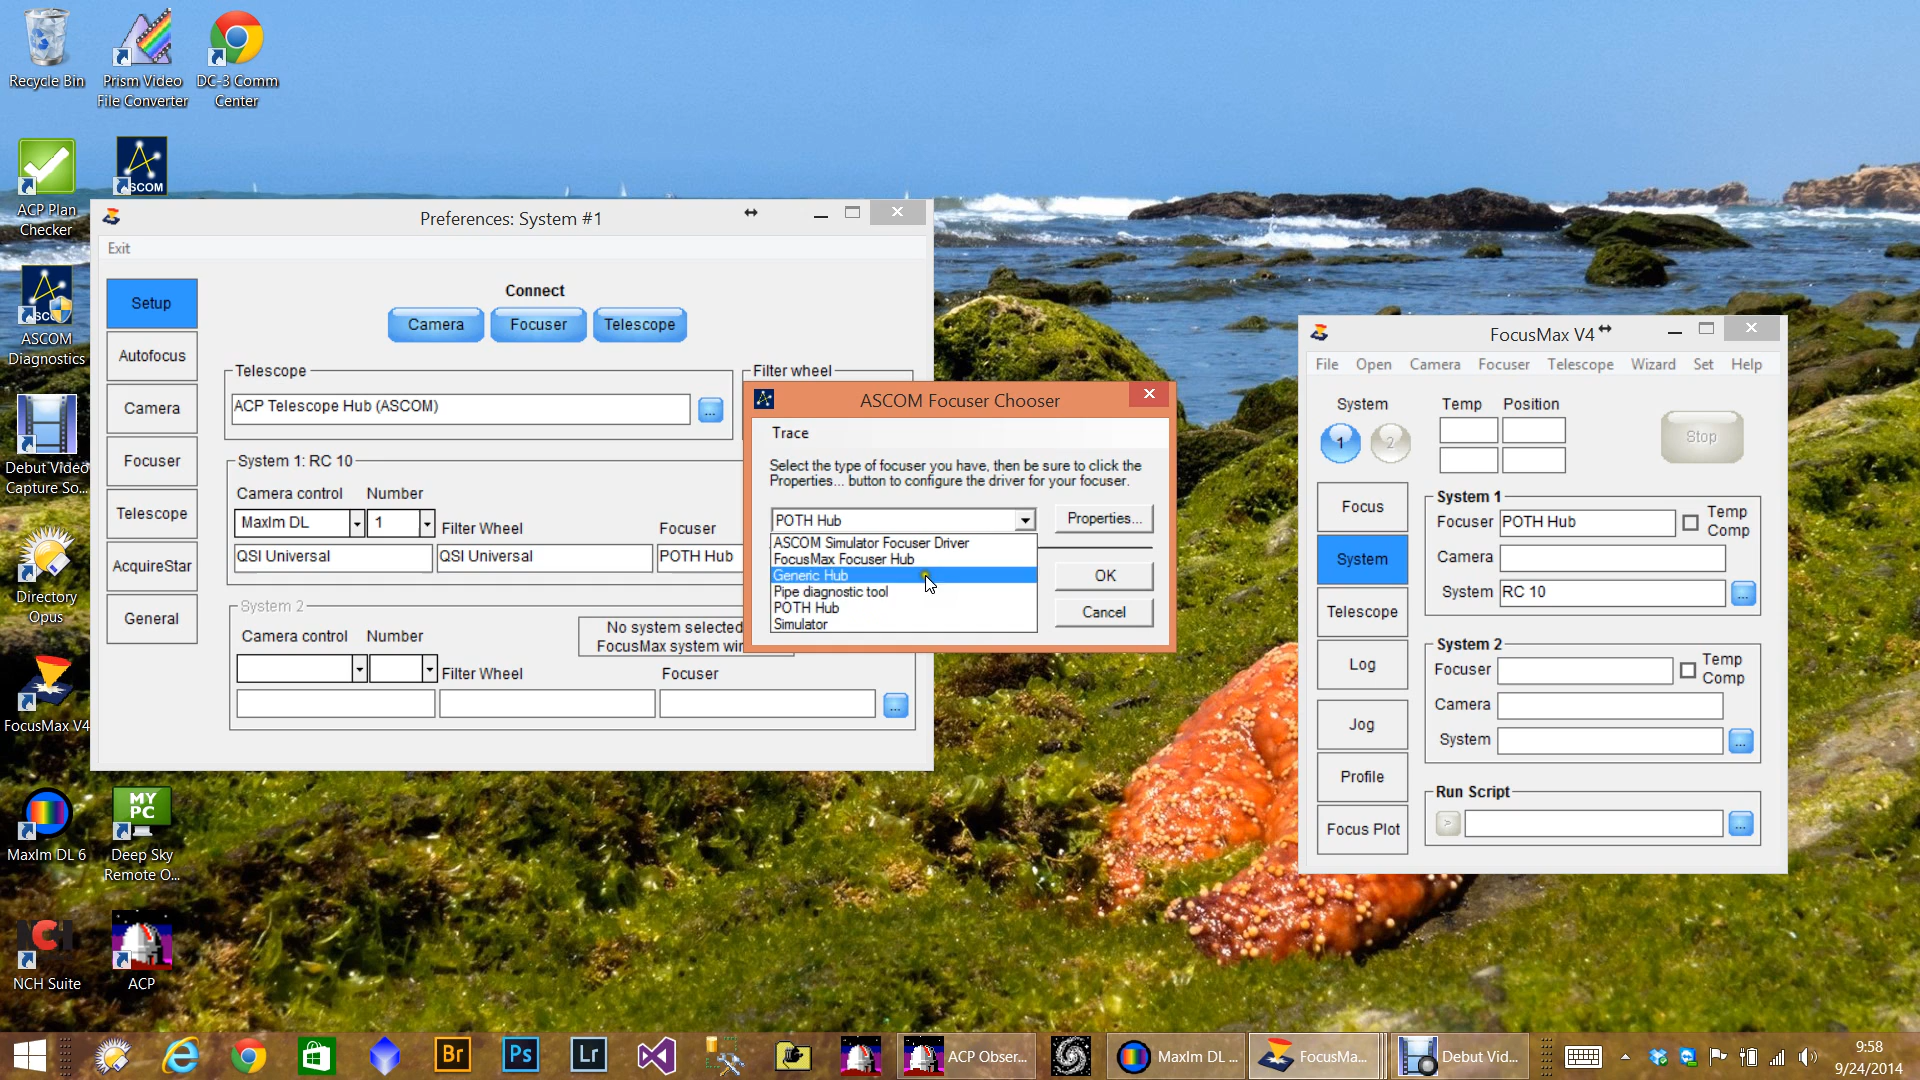 Recycle Bin
Prism Video
File Converter
DC-3 Comm
Center
ACP Plan
Checker
ASCOM
ASCOM
Diagnostics
Debut Video
Capture So...
Directory
Opus
FocusMax V4
MaxIm DL 6
MY
PC
Deep Sky
Remote O...
NCH Suite
ACP
Preferences: System #1
Exit
Setup
Autofocus
Camera
Focuser
Telescope
AcquireStar
General
Connect
Camera
Focuser
Telescope
Telescope
ACP Telescope Hub (ASCOM)
...
Filter wheel
System 1: RC 10
Camera control
Number
MaxIm DL
1
Filter Wheel
Focuser
QSI Universal
QSI Universal
POTH Hub
System 2
Camera control
Number
No system selected
FocusMax system win
Filter Wheel
Focuser
...
ASCOM Focuser Chooser
Trace
Select the type of focuser you have, then be sure to click the
Properties... button to configure the driver for your focuser.
POTH Hub
Properties...
ASCOM Simulator Focuser Driver
FocusMax Focuser Hub
Generic Hub
Pipe diagnostic tool
POTH Hub
Simulator
OK
Cancel
FocusMax V4
File Open Camera Focuser Telescope Wizard Set Help
System
Temp
Position
1
2
Stop
Focus
System
Telescope
Log
Jog
Profile
Focus Plot
System 1
Focuser POTH Hub
Temp
Comp
Camera
System RC 10
...
System 2
Focuser
Temp
Comp
Camera
System
...
Run Script
>
...
Br
Ps
Lr
ACP Obser...
MaxIm DL ...
FocusMa...
Debut Vid...
9:58
9/24/2014